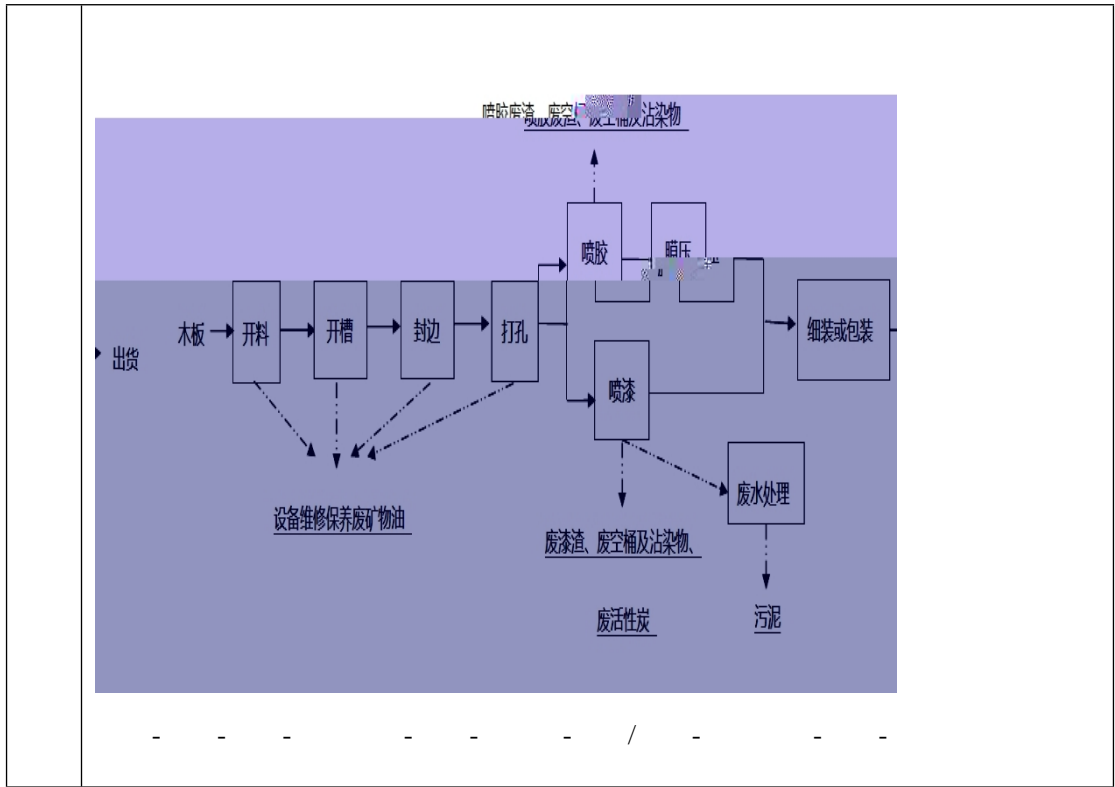 喷胶废渣、废空桶及沾染物
喷胶
膜压
木板
开料
开槽
封边
打孔
细装或包装
出货
喷漆
废水处理
设备维修保养废矿物油
废漆渣、废空桶及沾染物、
废活性炭
污泥
- - - - - - / - - -